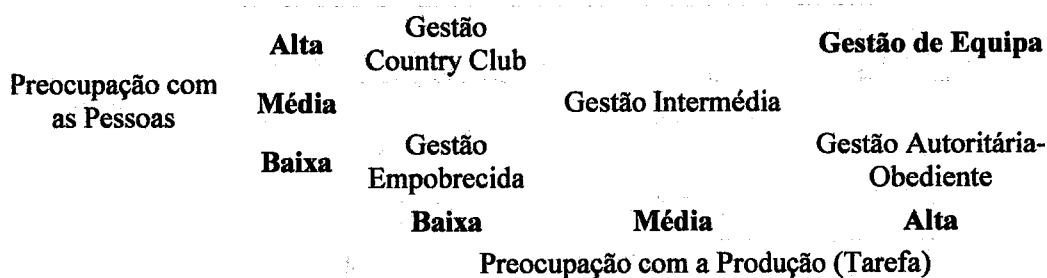 Gestão
Country Club
Alta
Gestão de Equipa
Preocupação com
as Pessoas
Média
Gestão Intermédia
Baixa
Gestão
Empobrecida
Gestão Autoritária-
Obediente
Baixa
Média
Alta
Preocupação com a Produção (Tarefa)